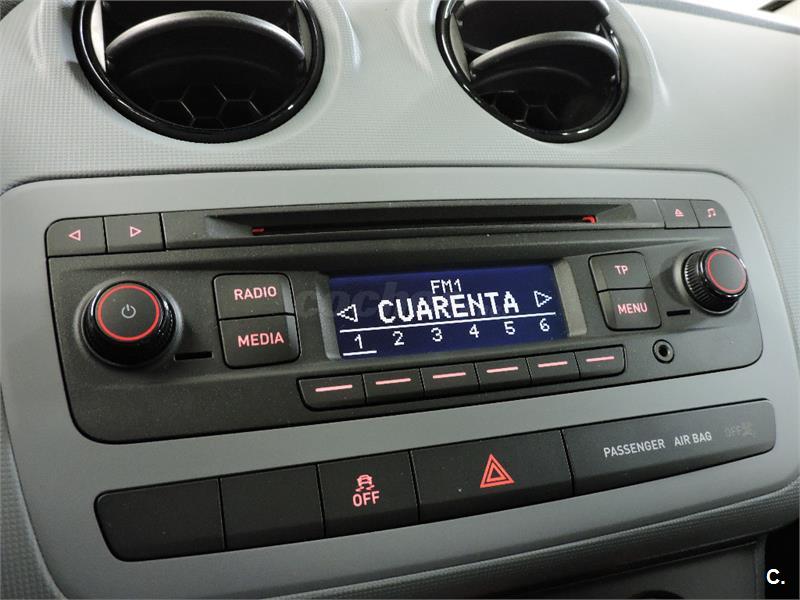 FM1
RADIO
CUARENTA
TP
MEDIA
1 2 3 4 5 6
MENU
OFF
PASSENGER AIR BAG OFF
C.